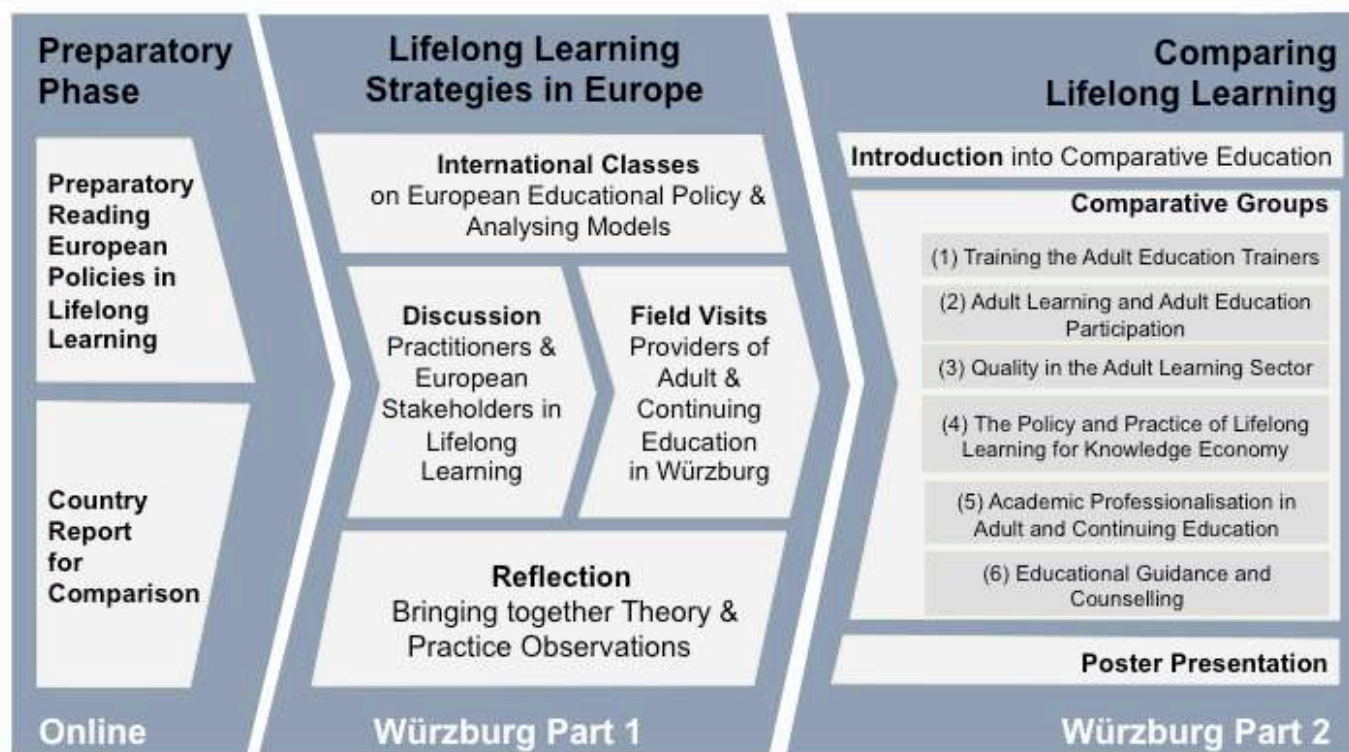 Preparatory
Phase
Preparatory
Reading
European
Policies in
Lifelong
Learning
Country
Report
for
Comparison
Online
Lifelong Learning
Strategies in Europe
International Classes
on European Educational Policy &
Analysing Models
Discussion
Practitioners &
European
Stakeholders in
Lifelong
Learning
Field Visits
Providers of
Adult &
Continuing
Education
in Würzburg
Reflection
Bringing together Theory &
Practice Observations
Würzburg Part 1
Comparing
Lifelong Learning
Introduction into Comparative Education
Comparative Groups
(1) Training the Adult Education Trainers
(2) Adult Learning and Adult Education
Participation
(3) Quality in the Adult Learning Sector
(4) The Policy and Practice of Lifelong
Learning for Knowledge Economy
(5) Academic Professionalisation in
Adult and Continuing Education
(6) Educational Guidance and
Counselling
Poster Presentation
Würzburg Part 2